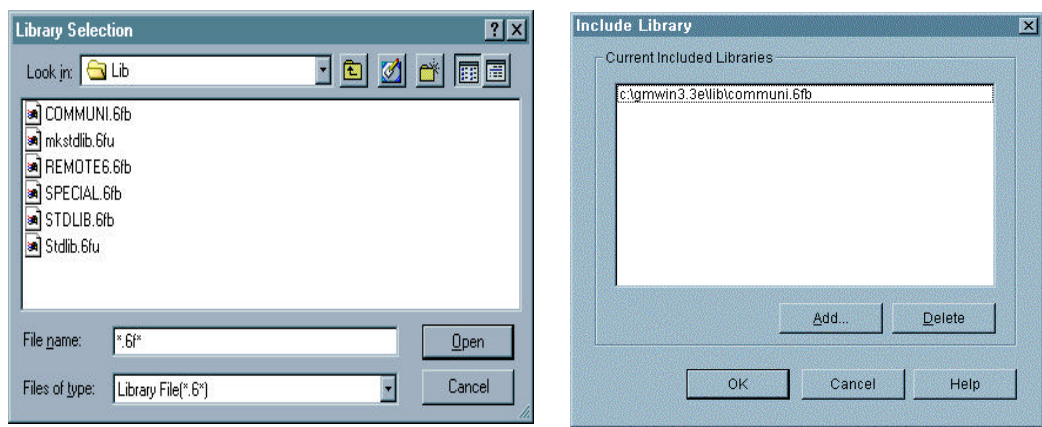 Library Selection
Look in: Lib
COMMUNI.6fb
mkstdlib.6fu
REMOTE6.6fb
SPECIAL.6fb
STDLIB.6fb
Stdlib.6fu
File name: *.6f* Open
Files of type: Library File(*.6*) Cancel
Include Library
Current Included Libraries
c:\gmwin3.3e\lib\communi.6fb
Add... Delete
OK Cancel Help